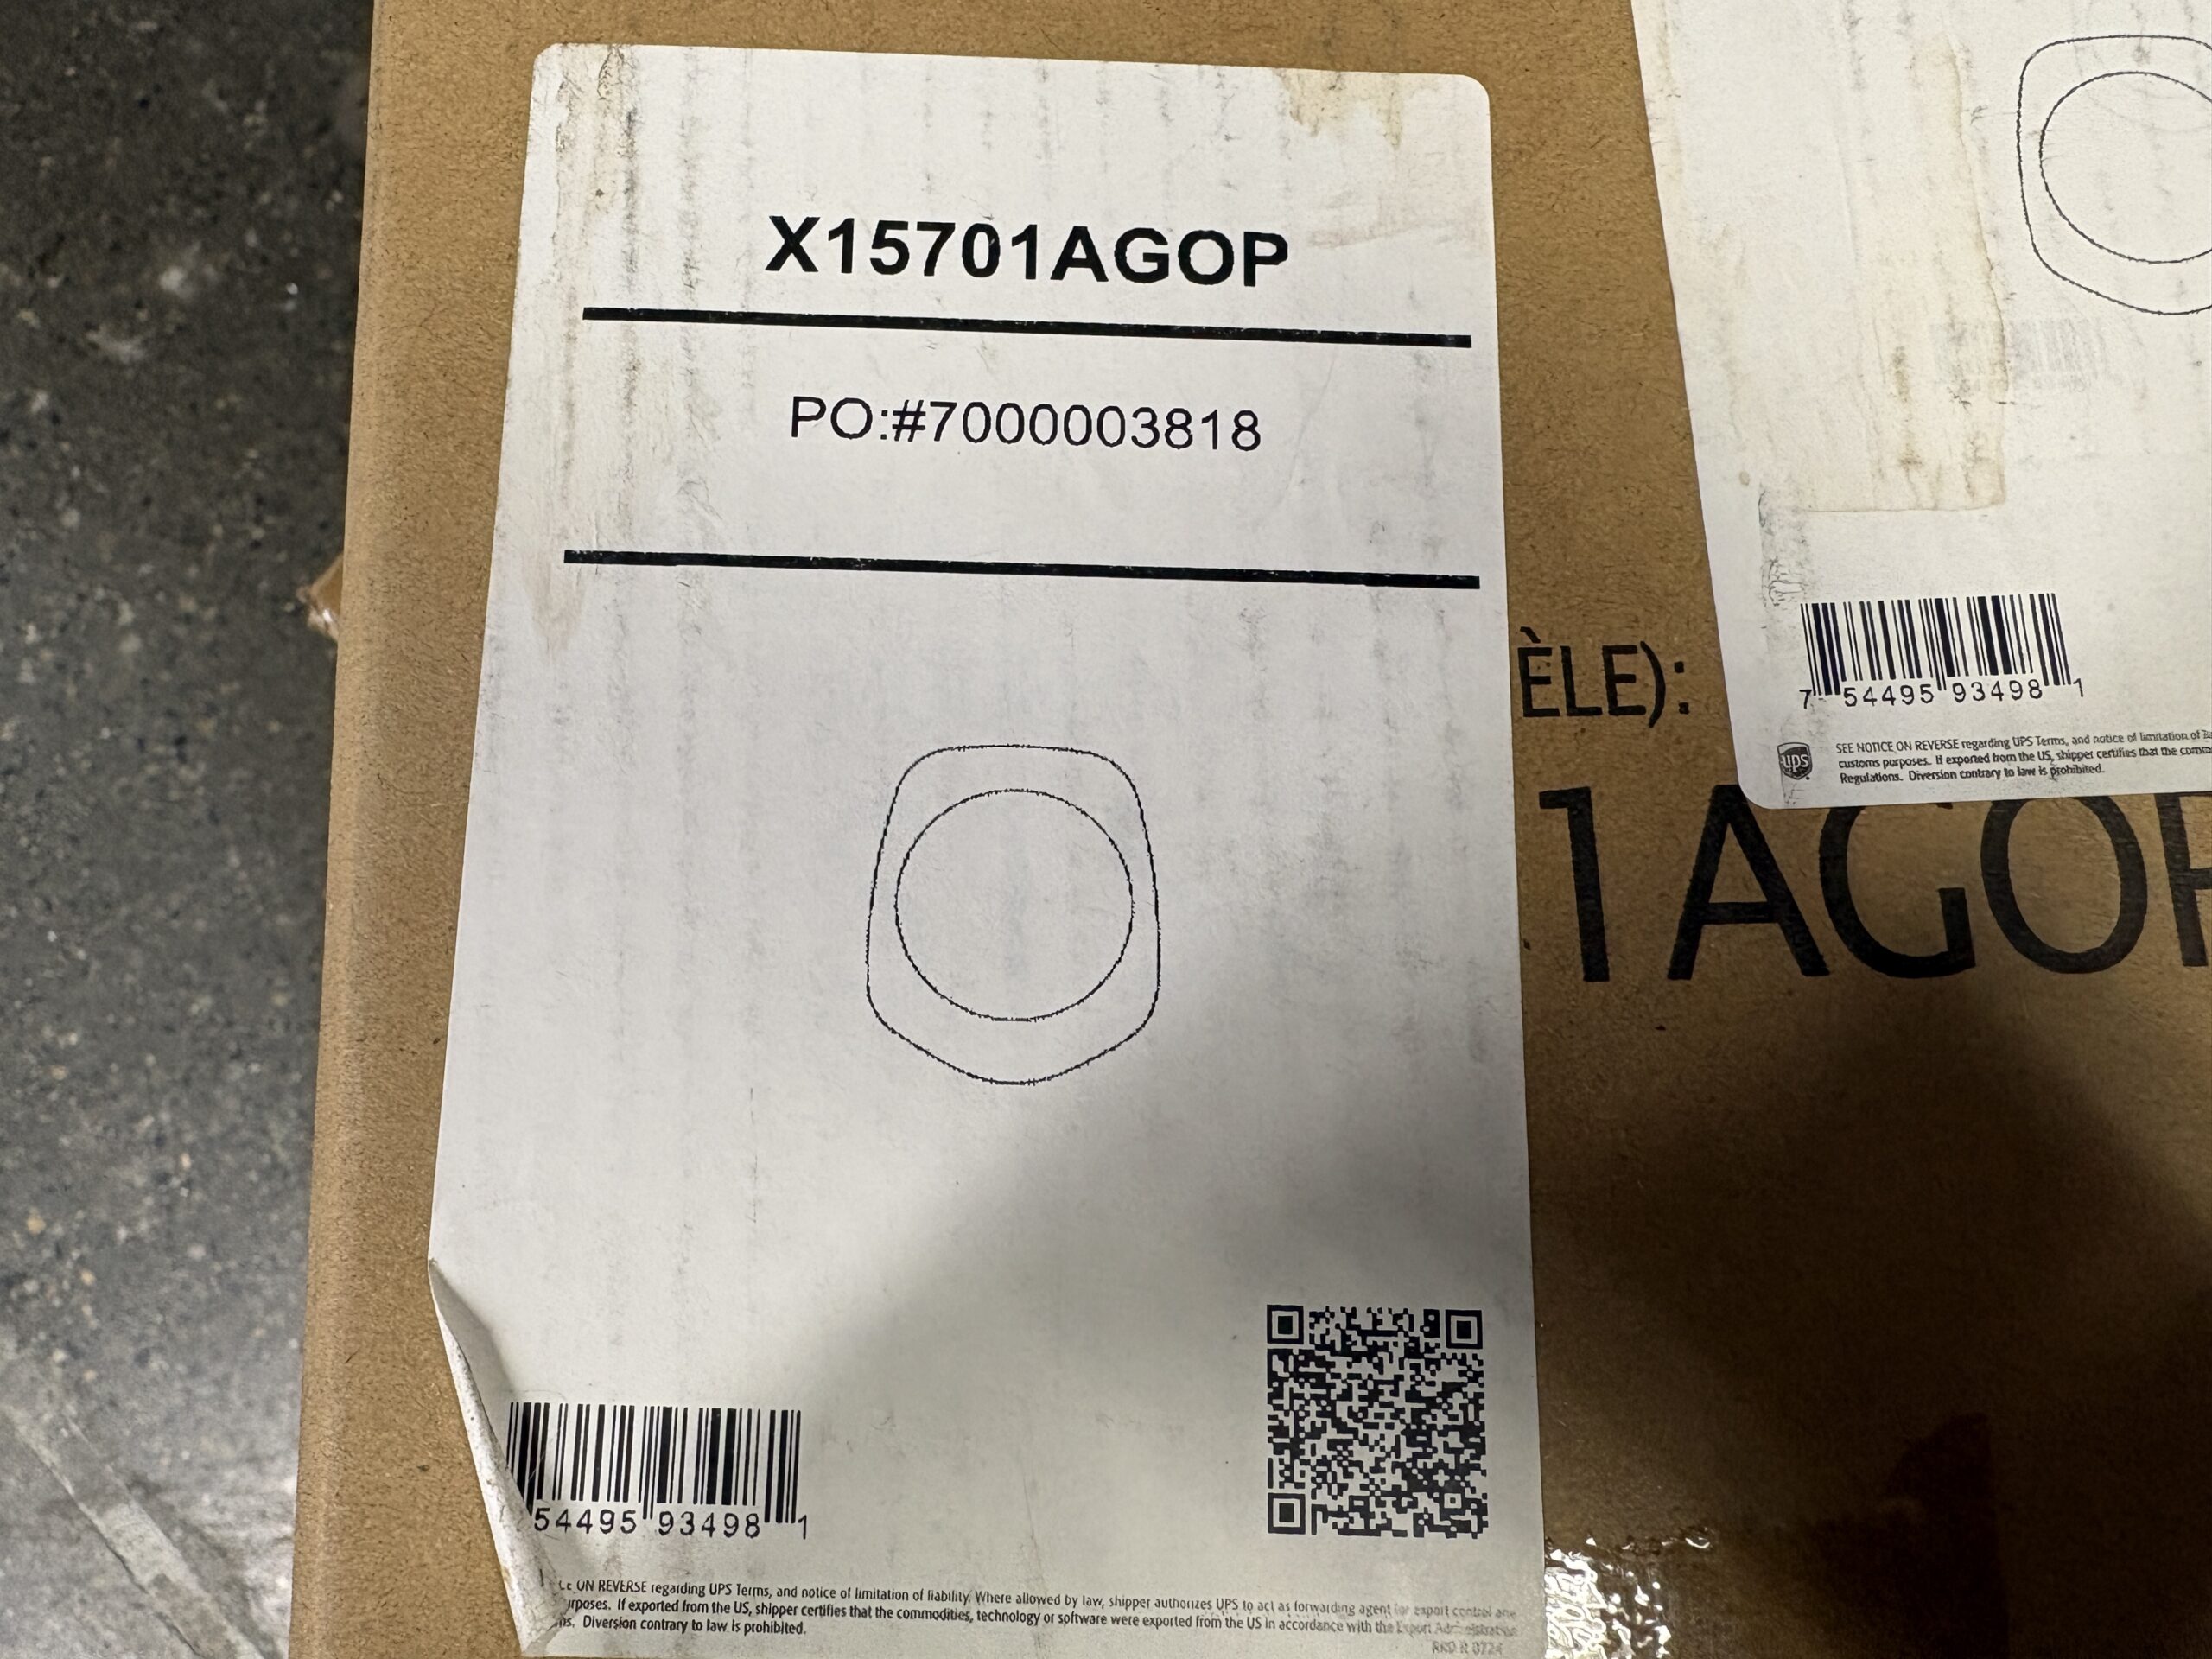 X15701AGOP
PO:#7000003818
54495 93498 1
ON REVERSE regarding UPS Terms, and notice of limitation of liability. Where allowed by law, shipper authorizes UPS to act as forwarding agent for export control and
If exported from the US, shipper certifies that the commodities, technology or software were exported from the US in accordance with the Export Administration
Diversion contrary to law is prohibited.
RRD R 0724
ÈLE):
1AGOP
7 54495 93498 1
ups
SEE NOTICE ON REVERSE regarding UPS Terms, and notice of limitation of
customs purposes. If exported from the US, shipper certifies that the
Regulations. Diversion contrary to law is prohibited.